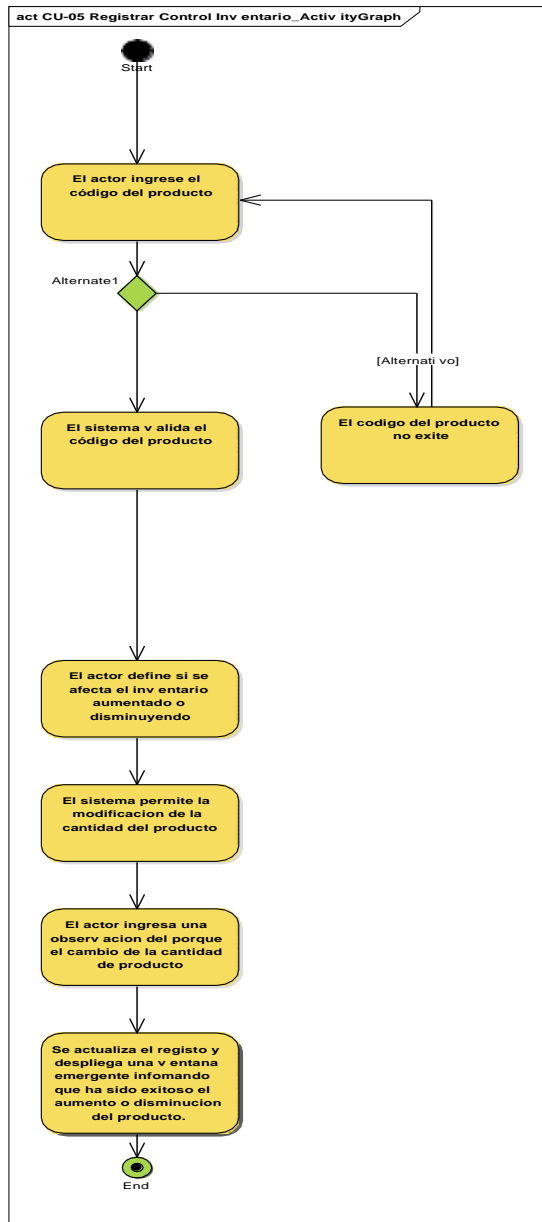 act CU-05 Registrar Control Inv entario_Activ ityGraph
Start
El actor ingrese el
código del producto
Alternate1
[Alternati vo]
El sistema v alida el
código del producto
El codigo del producto
no exite
El actor define si se
afecta el inv entario
aumentado o
disminuyendo
El sistema permite la
modificacion de la
cantidad del producto
El actor ingresa una
observ acion del porque
el cambio de la cantidad
de producto
Se actualiza el registo y
despliega una v entana
emergente infomando
que ha sido exitoso el
aumento o disminucion
del producto.
End